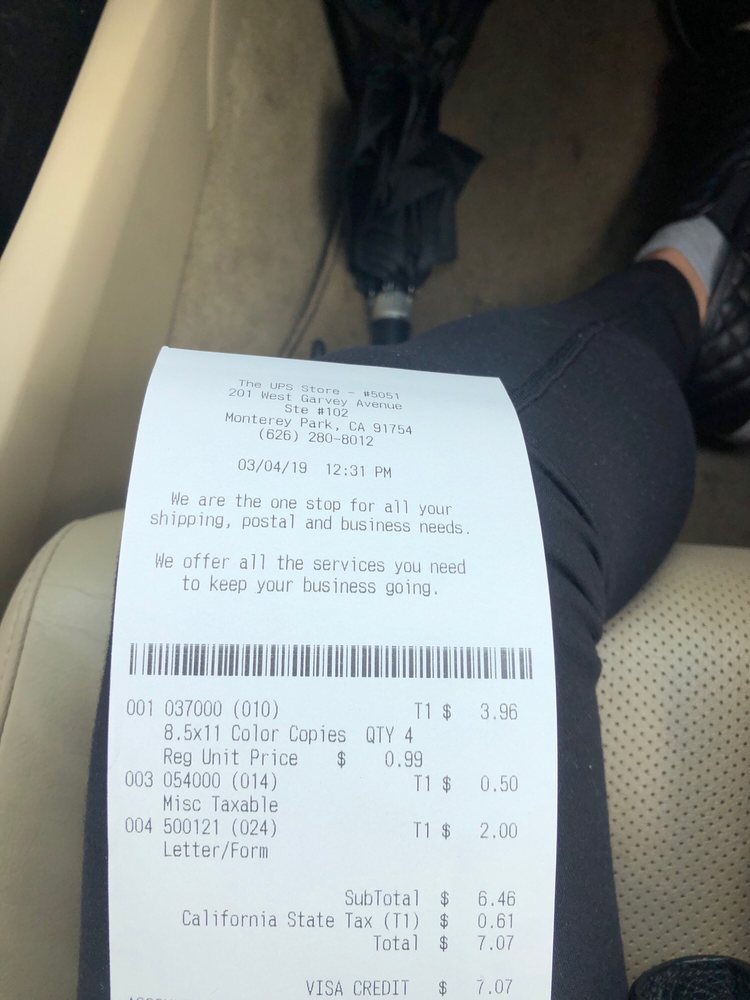 The UPS Store - #5051
201 West Garvey Avenue
Ste #102
Monterey Park, CA 91754
(626) 280-8012
03/04/19 12:31 PM
We are the one stop for all your
shipping, postal and business needs.
We offer all the services you need
to keep your business going.
001 037000 (010) T1 $ 3.96
8.5x11 Color Copies QTY 4
Reg Unit Price $ 0.99
003 054000 (014) T1 $ 0.50
Misc Taxable
004 500121 (024) T1 $ 2.00
Letter/Form
SubTotal $ 6.46
California State Tax (T1) $ 0.61
Total $ 7.07
VISA CREDIT $ 7.07